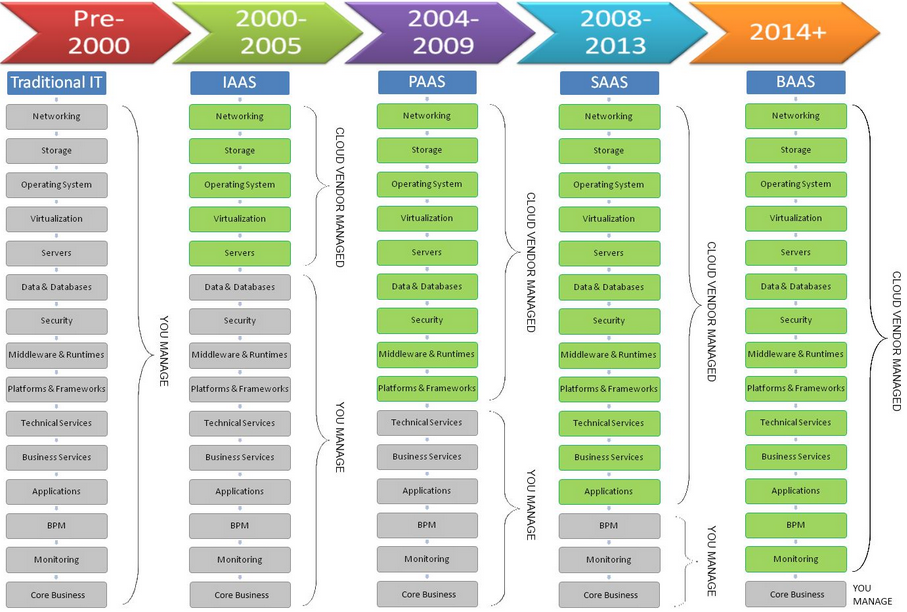 Pre-
2000
2000-
2005
2004-
2009
2008-
2013
2014+
Traditional IT
Networking
Storage
Operating System
Virtualization
Servers
Data & Databases
Security
Middleware & Runtimes
Platforms & Frameworks
Technical Services
Business Services
Applications
BPM
Monitoring
Core Business
YOU MANAGE
IAAS
Networking
Storage
Operating System
Virtualization
Servers
Data & Databases
Security
Middleware & Runtimes
Platforms & Frameworks
Technical Services
Business Services
Applications
BPM
Monitoring
Core Business
CLOUD VENDOR MANAGED
YOU MANAGE
PAAS
Networking
Storage
Operating System
Virtualization
Servers
Data & Databases
Security
Middleware & Runtimes
Platforms & Frameworks
Technical Services
Business Services
Applications
BPM
Monitoring
Core Business
CLOUD VENDOR MANAGED
YOU MANAGE
SAAS
Networking
Storage
Operating System
Virtualization
Servers
Data & Databases
Security
Middleware & Runtimes
Platforms & Frameworks
Technical Services
Business Services
Applications
BPM
Monitoring
Core Business
CLOUD VENDOR MANAGED
YOU MANAGE
BAAS
Networking
Storage
Operating System
Virtualization
Servers
Data & Databases
Security
Middleware & Runtimes
Platforms & Frameworks
Technical Services
Business Services
Applications
BPM
Monitoring
Core Business
CLOUD VENDOR MANAGED
YOU
MANAGE